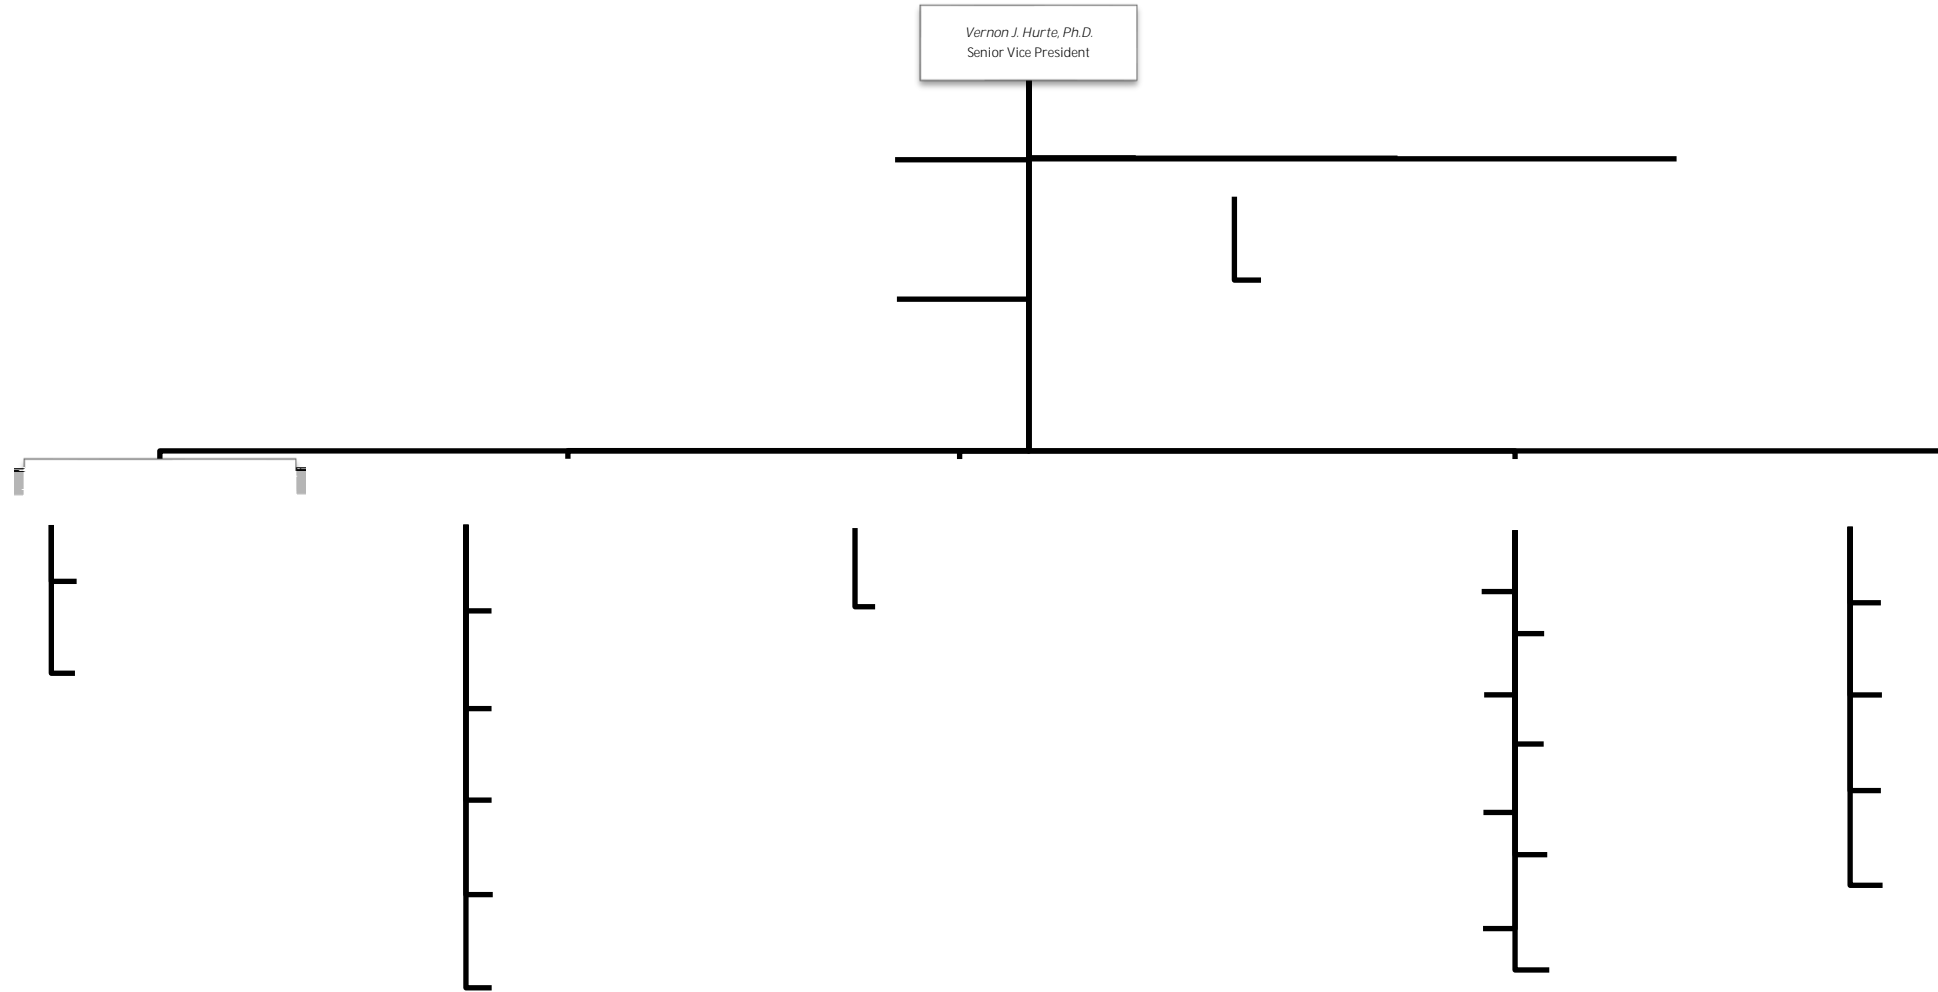 Vernon J. Hurte, Ph.D.
Senior Vice President